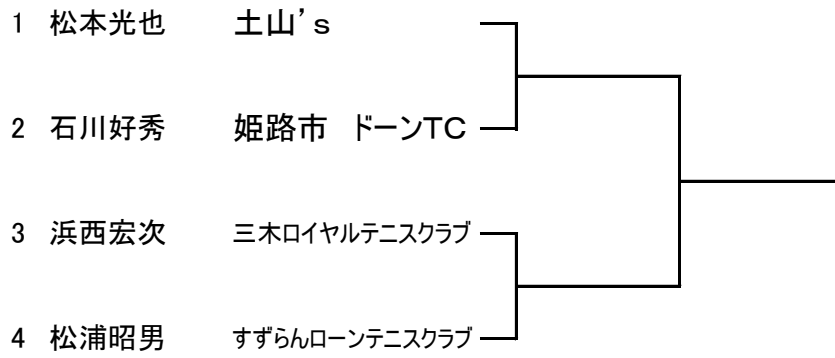 1 松本光也 土山’s
2 石川好秀 姫路市 ドーンTC
3 浜西宏次 三木ロイヤルテニスクラブ
4 松浦昭男 すずらんローンテニスクラブ